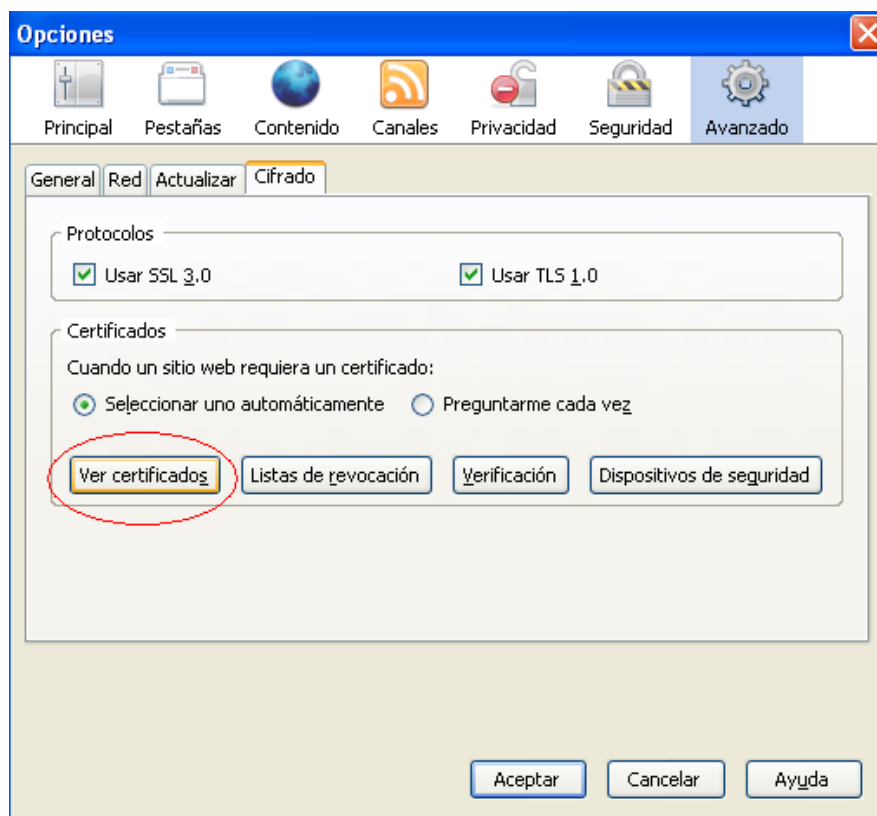 Opciones
Principal Pestañas Contenido Canales Privacidad Seguridad Avanzado
General Red Actualizar Cifrado
Protocolos
Usar SSL 3.0 Usar TLS 1.0
Certificados
Cuando un sitio web requiera un certificado:
Seleccionar uno automáticamente Preguntarme cada vez
Ver certificados Listas de revocación Verificación Dispositivos de seguridad
Aceptar Cancelar Ayuda